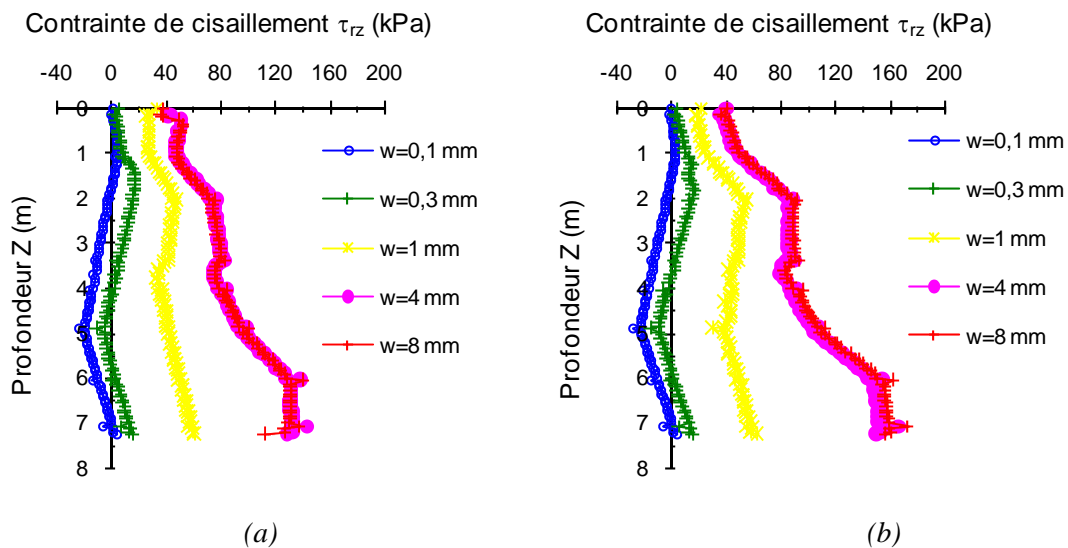 Contrainte de cisaillement τrz (kPa)
-40 0 40 80 120 160 200
0
1
2
3
4
5
6
7
8
Profondeur Z (m)
w=0,1 mm
w=0,3 mm
w=1 mm
w=4 mm
w=8 mm
(a)
Contrainte de cisaillement τrz (kPa)
-40 0 40 80 120 160 200
0
1
2
3
4
5
6
7
8
Profondeur Z (m)
w=0,1 mm
w=0,3 mm
w=1 mm
w=4 mm
w=8 mm
(b)